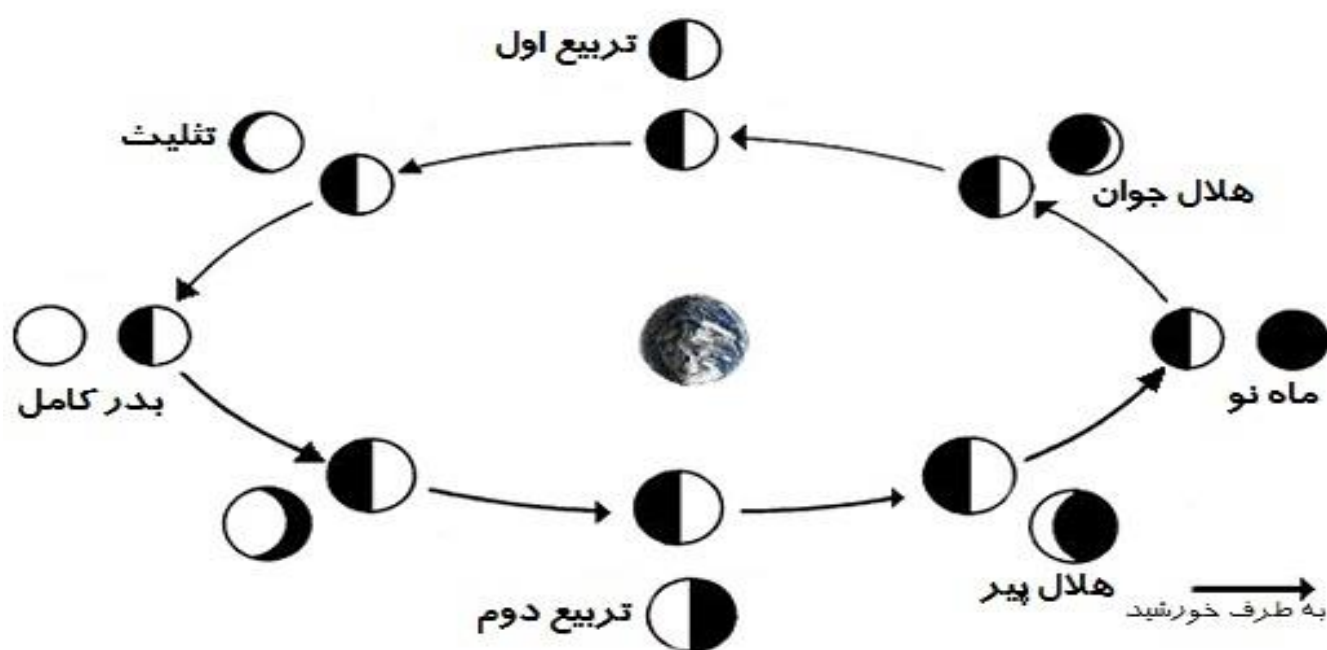 تربیع اول
تثلیث
هلال جوان
بدر کامل
ماه نو
تربیع دوم
هلال پیر
به طرف خورشید